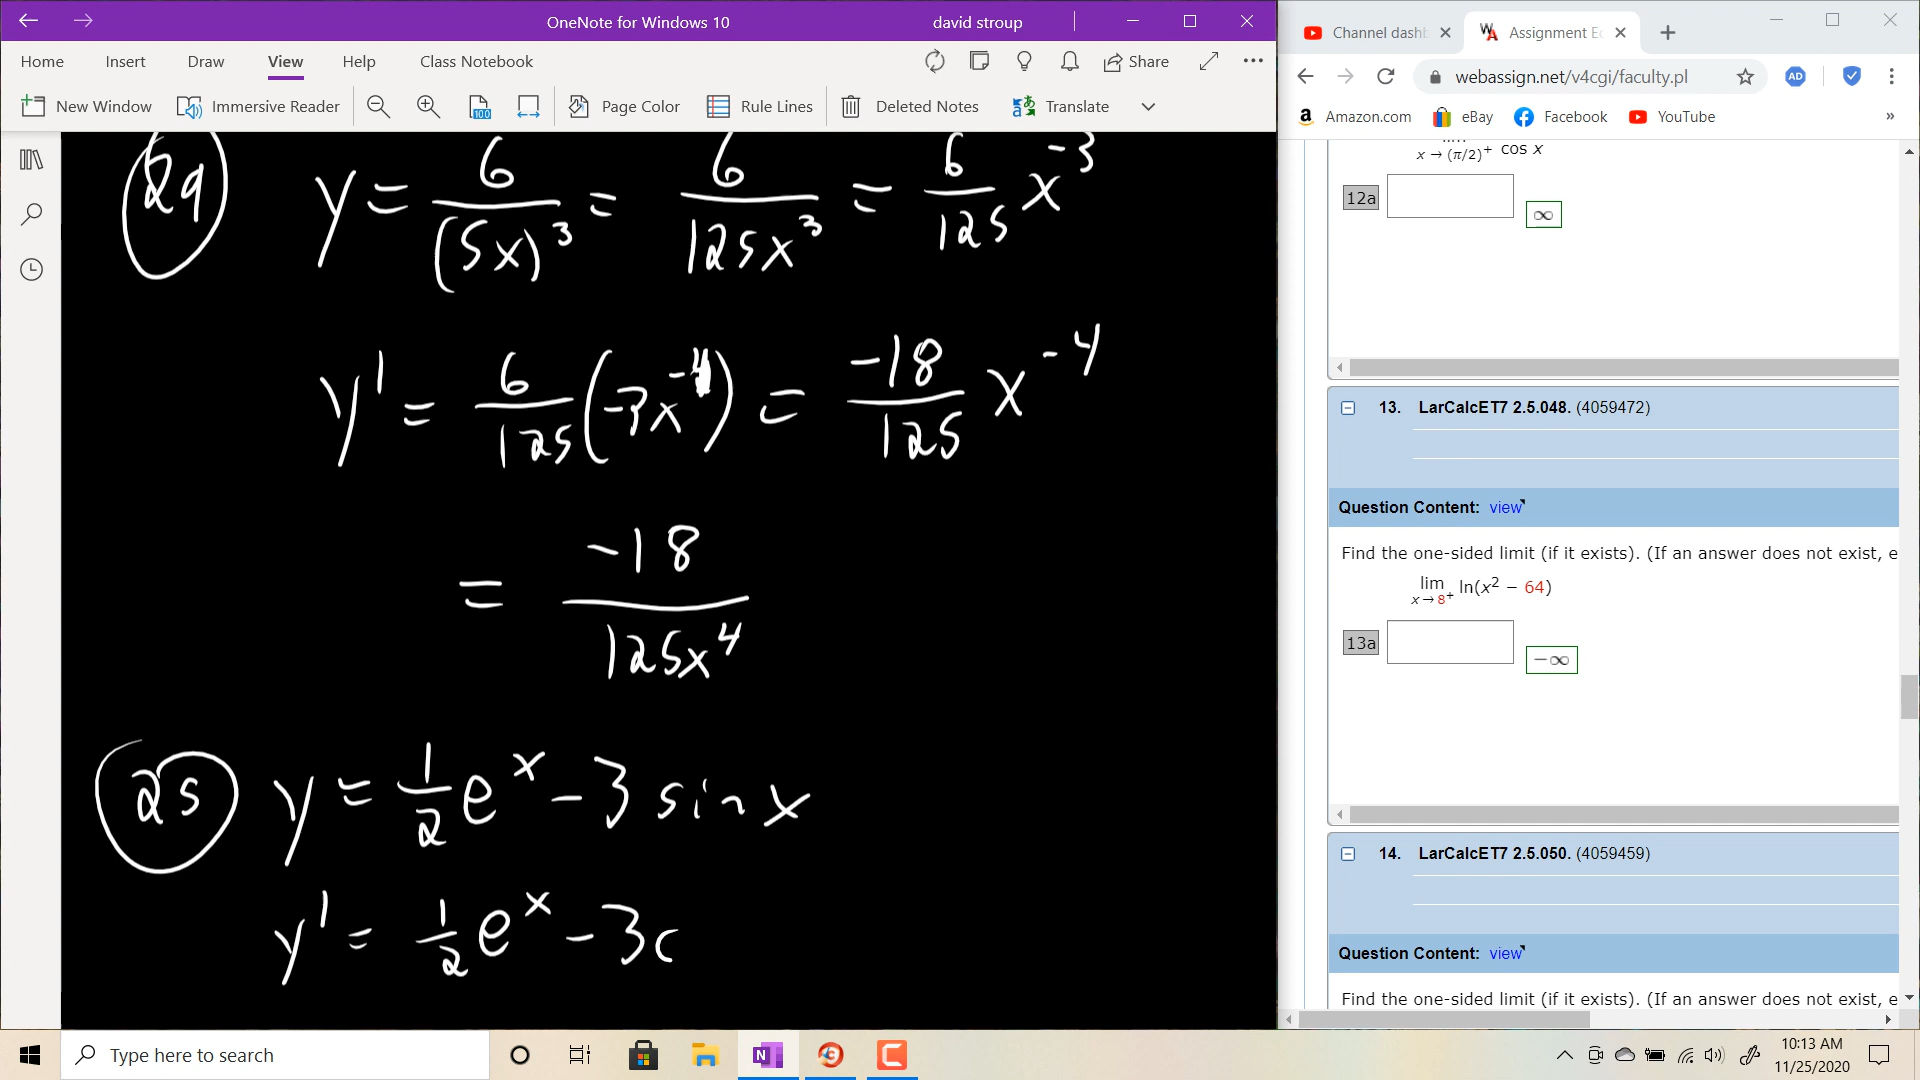 OneNote for Windows 10
david stroup
Home Insert Draw View Help Class Notebook
Share
New Window Immersive Reader Page Color Rule Lines Deleted Notes Translate
29 y = 6/(5x)^3 = 6/125x^3 = 6/125 x^-3
y' = 6/125 (-3x^-4) = -18/125 x^-4
= -18/125x^4
25 y = 1/2 e^x - 3 sin x
y' = 1/2 e^x - 3c
Type here to search
Channel dashb
Assignment Ec
webassign.net/v4cgi/faculty.pl
AD
Amazon.com eBay Facebook YouTube »
x → (π/2)+ cos x
12a ∞
13. LarCalcET7 2.5.048. (4059472)
Question Content: view
Find the one-sided limit (if it exists). (If an answer does not exist, e
lim x→8+ ln(x² − 64)
13a −∞
14. LarCalcET7 2.5.050. (4059459)
Question Content: view
Find the one-sided limit (if it exists). (If an answer does not exist, e
10:13 AM
11/25/2020